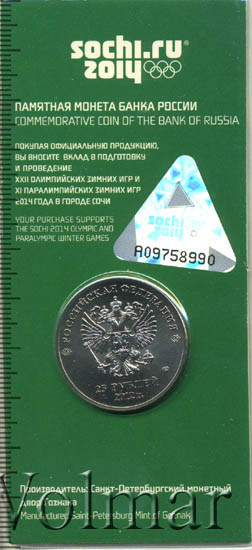 sochi.ru
2014
ПАМЯТНАЯ МОНЕТА БАНКА РОССИИ
COMMEMORATIVE COIN OF THE BANK OF RUSSIA
ПОКУПАЯ ОФИЦИАЛЬНУЮ ПРОДУКЦИЮ,
ВЫ ВНОСИТЕ ВКЛАД В ПОДГОТОВКУ
И ПРОВЕДЕНИЕ
XXII ОЛИМПИЙСКИХ ЗИМНИХ ИГР И
XI ПАРАЛИМПИЙСКИХ ЗИМНИХ ИГР
2014 ГОДА В ГОРОДЕ СОЧИ
YOUR PURCHASE SUPPORTS
THE SOCHI 2014 OLYMPIC AND
PARALYMPIC WINTER GAMES
sochi.ru
2014
A09758990
РОССИЙСКАЯ ФЕДЕРАЦИЯ
25 РУБЛЕЙ
2012 г.
Производитель: Санкт-Петербургский монетный
двор Гознака
Manufacturer: Saint-Petersburg Mint of Goznak
Volmar